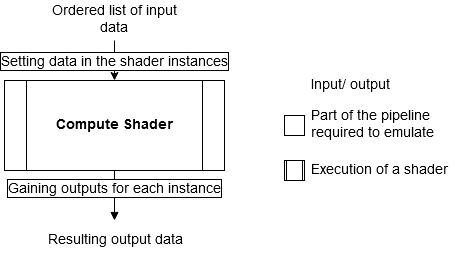 Ordered list of input
data
Setting data in the shader instances
Compute Shader
Gaining outputs for each instance
Resulting output data
Input/ output
Part of the pipeline
required to emulate
Execution of a shader